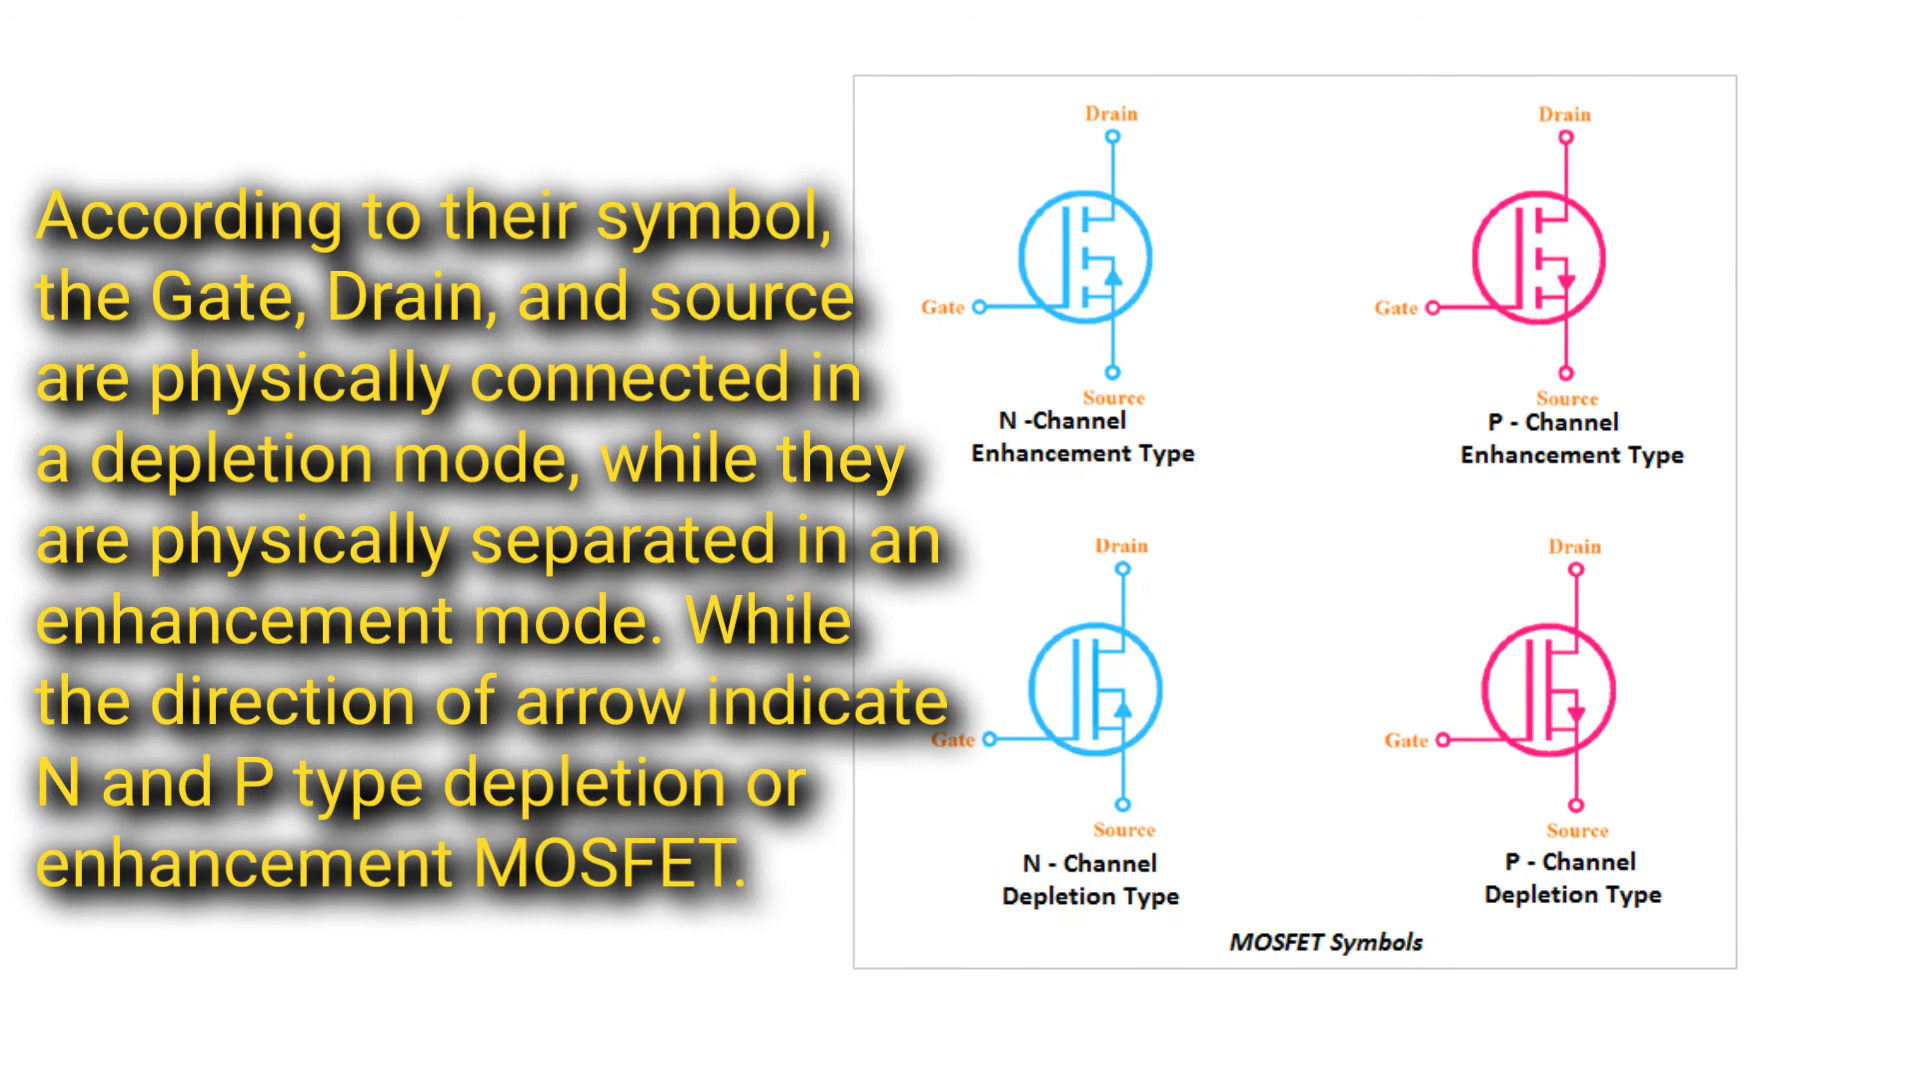 According to their symbol,
the Gate, Drain, and source
are physically connected in
a depletion mode, while they
are physically separated in an
enhancement mode. While
the direction of arrow indicate
N and P type depletion or
enhancement MOSFET.
Drain
Gate
Source
N -Channel
Enhancement Type
Drain
Gate
Source
P - Channel
Enhancement Type
Drain
Gate
Source
N - Channel
Depletion Type
Drain
Gate
Source
P - Channel
Depletion Type
MOSFET Symbols